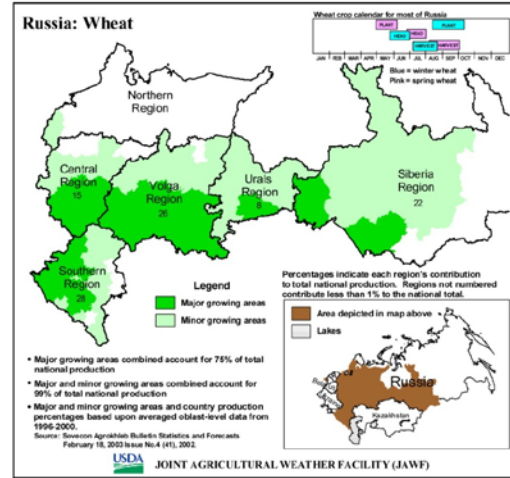 Russia: Wheat
Wheat crop calendar for most of Russia
PLANT
PLANT
HEAD
HEAD
HARVEST
HARVEST
JAN FEB MAR APR MAY JUN JUL AUG SEP OCT NOV DEC
Blue = winter wheat
Pink = spring wheat
Northern
Region
Central
Region
15
Volga
Region
26
Urals
Region
8
Siberia
Region
22
Southern
Region
28
Legend
Major growing areas
Minor growing areas
Percentages indicate each region's contribution
to total national production. Regions not numbered
contribute less than 1% to the national total.
Area depicted in map above
Lakes
Russia
Kazakhstan
• Major growing areas combined account for 75% of total
national production
• Major and minor growing areas combined account for
99% of total national production
• Major and minor growing areas and country production
percentages based upon averaged oblast-level data from
1996-2000.
Source: Sovecon Agrokhleb Bulletin Statistics and Forecasts
February 18, 2003 Issue No.4 (41), 2002.
USDA
JOINT AGRICULTURAL WEATHER FACILITY (JAWF)